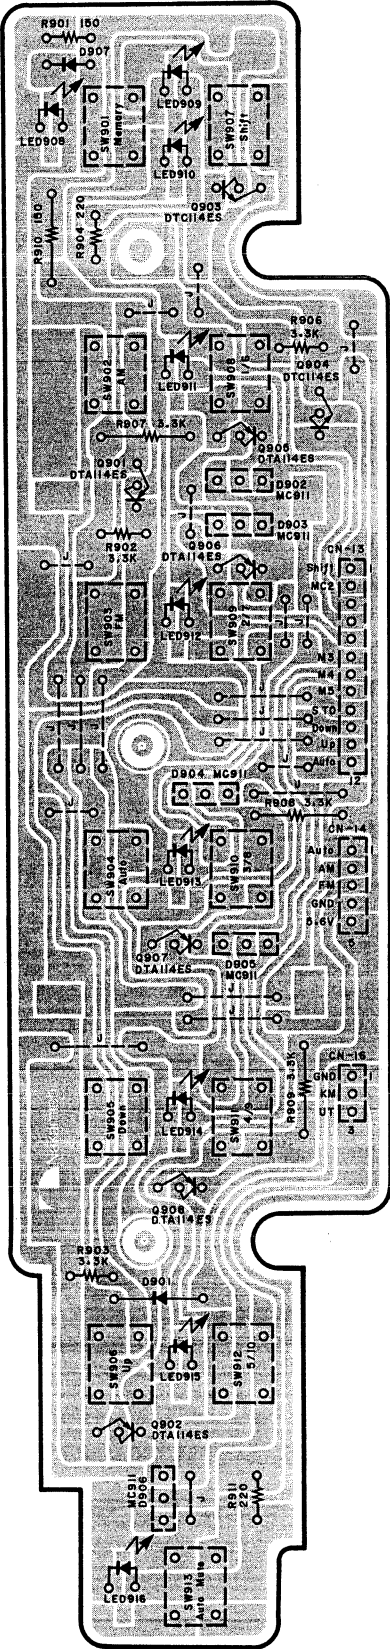 R901 150
D907
LED908
SW901
Memory
LED909
LED910
SW907
Shift
Q903
DTC114ES
R910 150
R904 220
J
J
R906
3.3K
J
Q904
DTC114ES
SW902
AM
LED911
SW908
1/6
R907 3.3K
Q905
DTA114ES
Q901
DTA114ES
D902
MC911
J
D903
MC911
R902
3.3K
Q906
DTA114ES
J
CN-13
Shift 1
MC2
SW903
FM
LED912
SW909
2/7
J
J
M3
M4
M5
STO
Down
Up
Auto
12
J
J
J
J
J
J
J
D904 MC911
J
R908 3.3K
J
CN-14
Auto 1
AM
FM
GND
5.6V
5
SW904
Auto
LED913
SW910
3/8
Q907
DTA114ES
D905
MC911
J
J
J
CN-16
GND 1
KM
UT
3
R909 3.3K
SW905
Down
LED914
SW911
4/9
Q908
DTA114ES
R903
3.3K
D901
SW906
Up
LED915
SW912
5/10
Q902
DTA114ES
MC911
D906
J
R911
220
LED916
SW913
Auto Mute